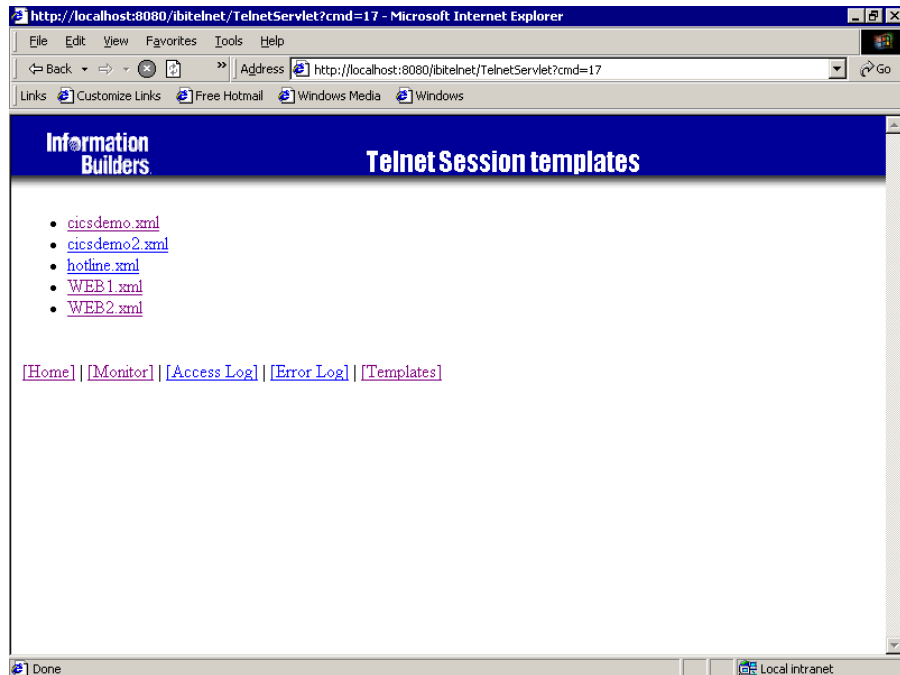 http://localhost:8080/ibitelnet/TelnetServlet?cmd=17 - Microsoft Internet Explorer
File Edit View Favorites Tools Help
Back » Address http://localhost:8080/ibitelnet/TelnetServlet?cmd=17 Go
Links Customize Links Free Hotmail Windows Media Windows
Information
Builders.
Telnet Session templates
• cicsdemo.xml
• cicsdemo2.xml
• hotline.xml
• WEB1.xml
• WEB2.xml
[Home] | [Monitor] | [Access Log] | [Error Log] | [Templates]
Done Local intranet